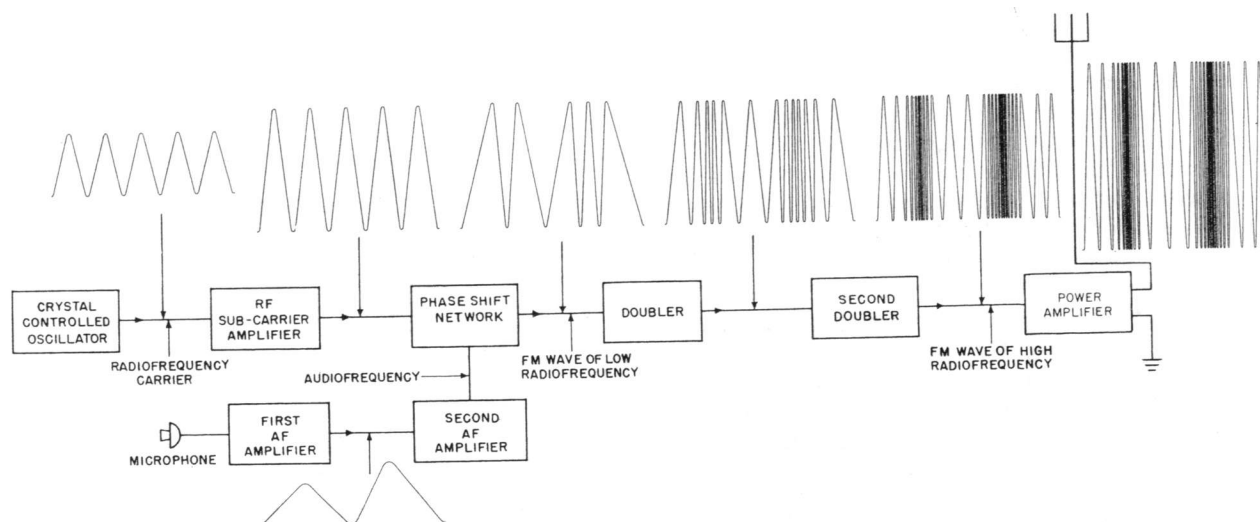 CRYSTAL
CONTROLLED
OSCILLATOR
RADIOFREQUENCY
CARRIER
RF
SUB-CARRIER
AMPLIFIER
PHASE SHIFT
NETWORK
FM WAVE OF LOW
RADIOFREQUENCY
DOUBLER
SECOND
DOUBLER
FM WAVE OF HIGH
RADIOFREQUENCY
POWER
AMPLIFIER
AUDIOFREQUENCY
MICROPHONE
FIRST
AF
AMPLIFIER
SECOND
AF
AMPLIFIER